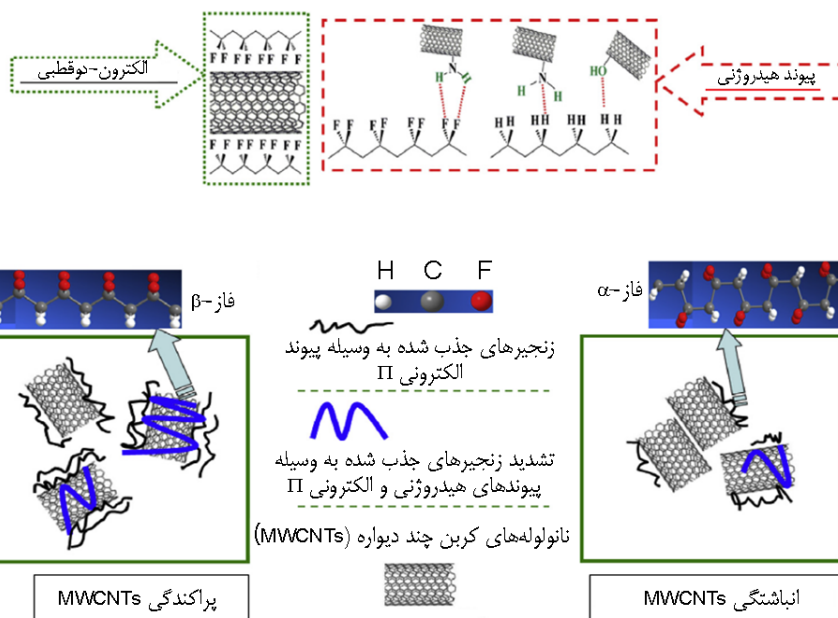 الکترون-دوقطبی
F F F F F F F F
F F F F F F F F
H N H
F F F F F F F F
N
H H
HO
H H H H H H H H
پیوند هیدروژنی
فاز-β
H C F
فاز-α
زنجیرهای جذب شده به وسیله پیوند
الکترونی Π
تشدید زنجیرهای جذب شده به وسیله
پیوندهای هیدروژنی و الکترونی Π
نانولوله‌های کربن چند دیواره (MWCNTs)
پراکندگی MWCNTs
انباشتگی MWCNTs